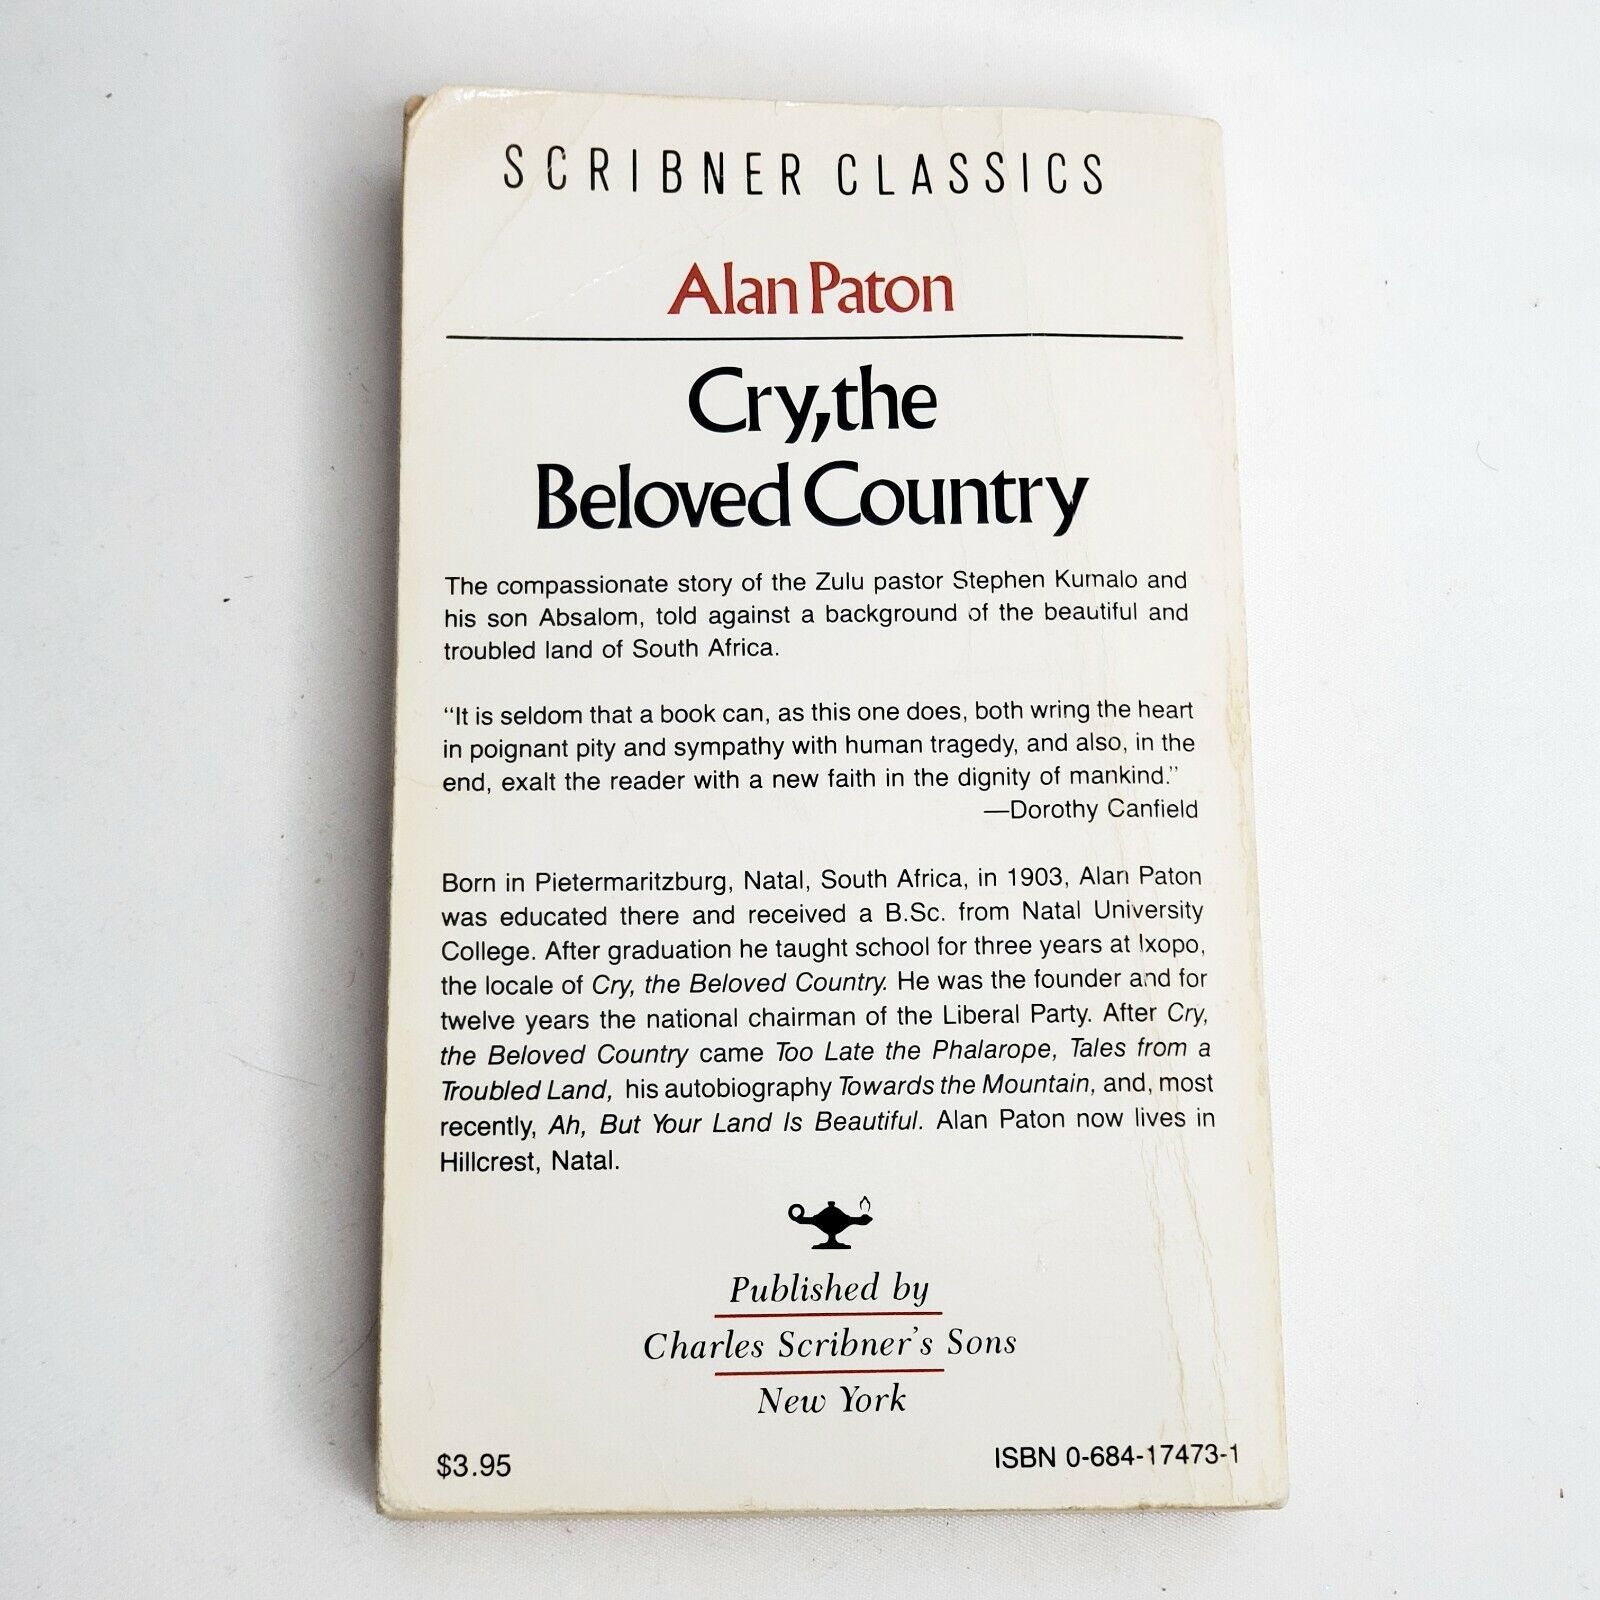 SCRIBNER CLASSICS
Alan Paton
Cry, the
Beloved Country
The compassionate story of the Zulu pastor Stephen Kumalo and
his son Absalom, told against a background of the beautiful and
troubled land of South Africa.
"It is seldom that a book can, as this one does, both wring the heart
in poignant pity and sympathy with human tragedy, and also, in the
end, exalt the reader with a new faith in the dignity of mankind."
—Dorothy Canfield
Born in Pietermaritzburg, Natal, South Africa, in 1903, Alan Paton
was educated there and received a B.Sc. from Natal University
College. After graduation he taught school for three years at Ixopo,
the locale of Cry, the Beloved Country. He was the founder and for
twelve years the national chairman of the Liberal Party. After Cry,
the Beloved Country came Too Late the Phalarope, Tales from a
Troubled Land, his autobiography Towards the Mountain, and, most
recently, Ah, But Your Land Is Beautiful. Alan Paton now lives in
Hillcrest, Natal.
Published by
Charles Scribner's Sons
New York
$3.95
ISBN 0-684-17473-1